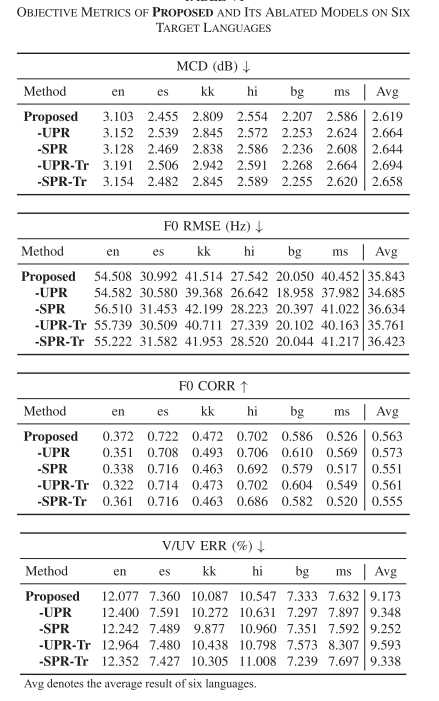 OBJECTIVE METRICS OF PROPOSED AND ITS ABLATED MODELS ON SIX
TARGET LANGUAGES
MCD (dB) ↓
Method en es kk hi bg ms Avg
Proposed 3.103 2.455 2.809 2.554 2.207 2.586 2.619
-UPR 3.152 2.539 2.845 2.572 2.253 2.624 2.664
-SPR 3.128 2.469 2.838 2.586 2.236 2.608 2.644
-UPR-Tr 3.191 2.506 2.942 2.591 2.268 2.664 2.694
-SPR-Tr 3.154 2.482 2.845 2.589 2.255 2.620 2.658
F0 RMSE (Hz) ↓
Method en es kk hi bg ms Avg
Proposed 54.508 30.992 41.514 27.542 20.050 40.452 35.843
-UPR 54.582 30.580 39.368 26.642 18.958 37.982 34.685
-SPR 56.510 31.453 42.199 28.223 20.397 41.022 36.634
-UPR-Tr 55.739 30.509 40.711 27.339 20.102 40.163 35.761
-SPR-Tr 55.222 31.582 41.953 28.520 20.044 41.217 36.423
F0 CORR ↑
Method en es kk hi bg ms Avg
Proposed 0.372 0.722 0.472 0.702 0.586 0.526 0.563
-UPR 0.351 0.708 0.493 0.706 0.610 0.569 0.573
-SPR 0.338 0.716 0.463 0.692 0.579 0.517 0.551
-UPR-Tr 0.322 0.714 0.473 0.702 0.604 0.549 0.561
-SPR-Tr 0.361 0.716 0.463 0.686 0.582 0.520 0.555
V/UV ERR (%) ↓
Method en es kk hi bg ms Avg
Proposed 12.077 7.360 10.087 10.547 7.333 7.632 9.173
-UPR 12.400 7.591 10.272 10.631 7.297 7.897 9.348
-SPR 12.242 7.489 9.877 10.960 7.351 7.592 9.252
-UPR-Tr 12.964 7.480 10.438 10.798 7.573 8.307 9.593
-SPR-Tr 12.352 7.427 10.305 11.008 7.239 7.697 9.338
Avg denotes the average result of six languages.